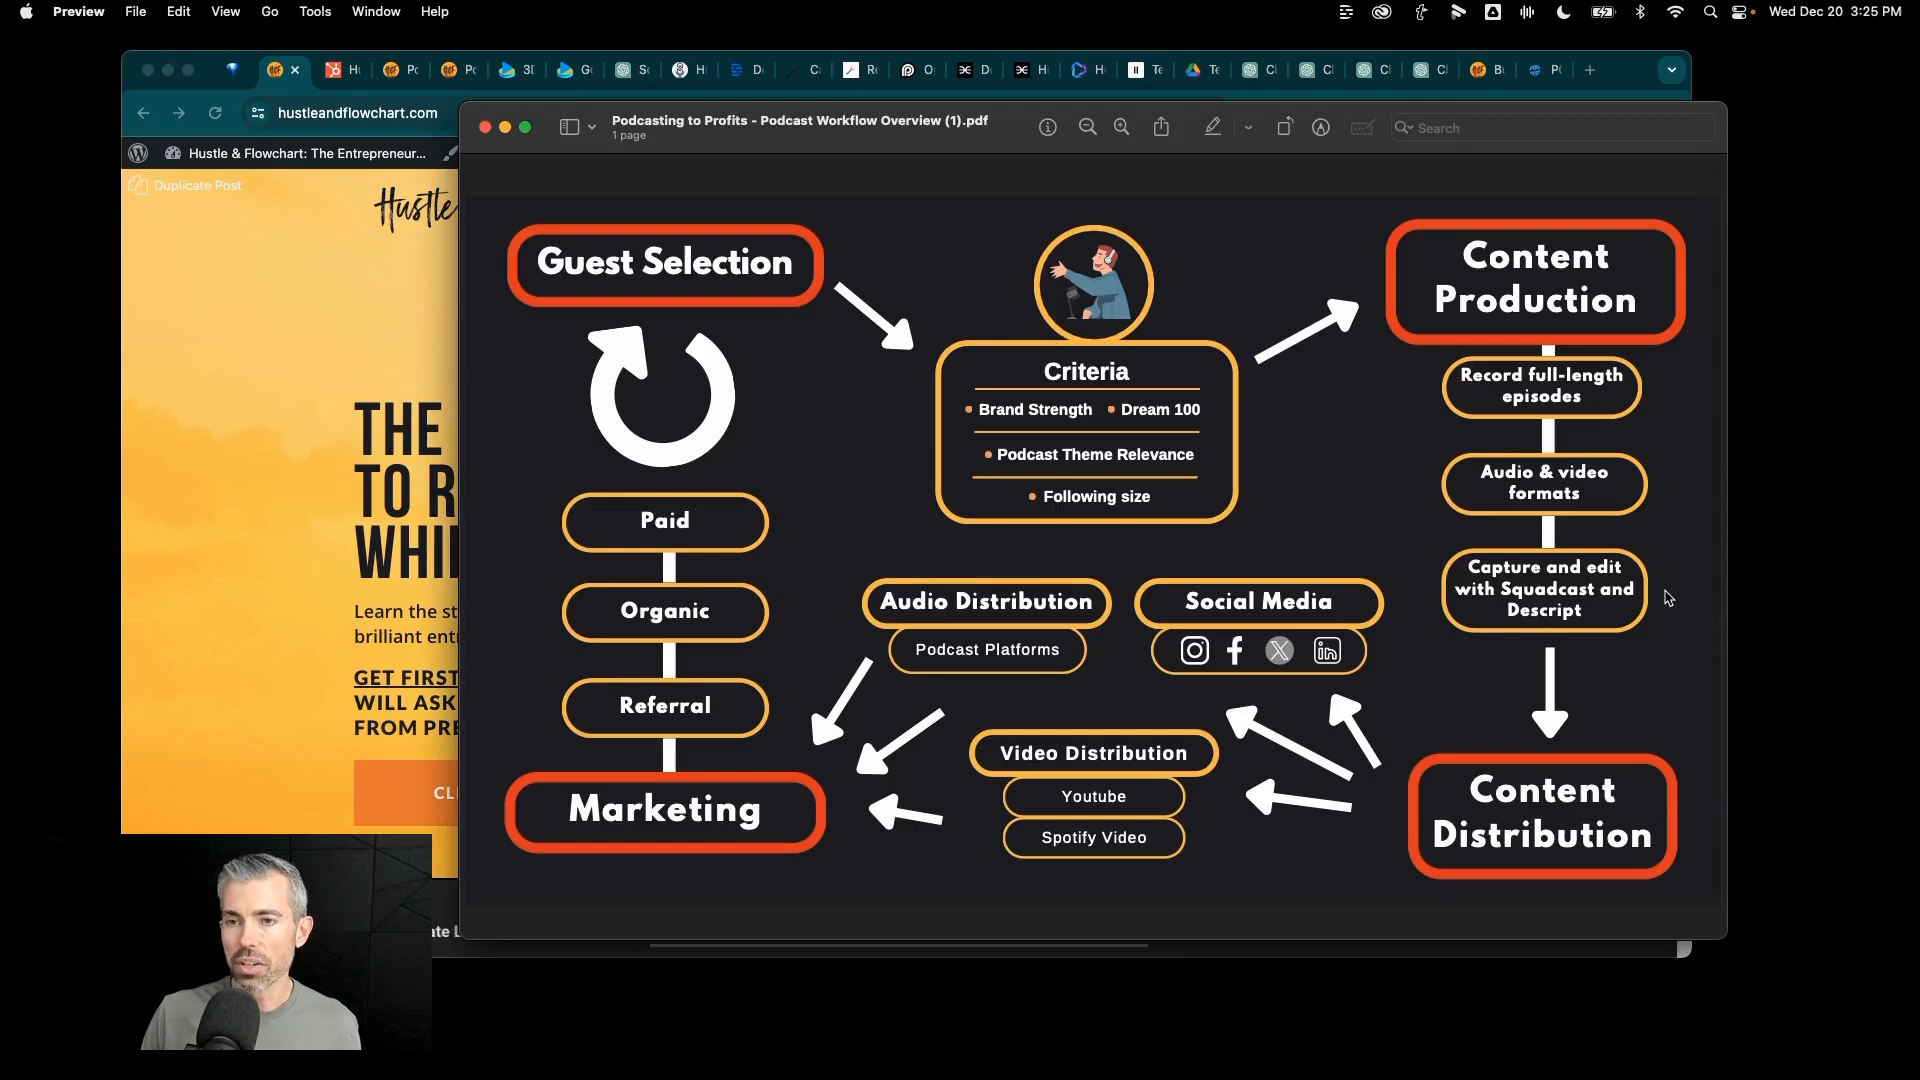 Preview File Edit View Go Tools Window Help
Wed Dec 20 3:25 PM
hustleandflowchart.com
Hustle & Flowchart: The Entrepreneur...
Duplicate Post
Podcasting to Profits - Podcast Workflow Overview (1).pdf
1 page
Search
Hustle
THE
TO R
WHI
Learn the st
brilliant ent
GET FIRST
WILL ASK
FROM PRE
CL
ate L
Guest Selection
Criteria
• Brand Strength • Dream 100
• Podcast Theme Relevance
• Following size
Content
Production
Record full-length
episodes
Audio & video
formats
Capture and edit
with Squadcast and
Descript
Content
Distribution
Audio Distribution
Podcast Platforms
Social Media
Video Distribution
Youtube
Spotify Video
Paid
Organic
Referral
Marketing